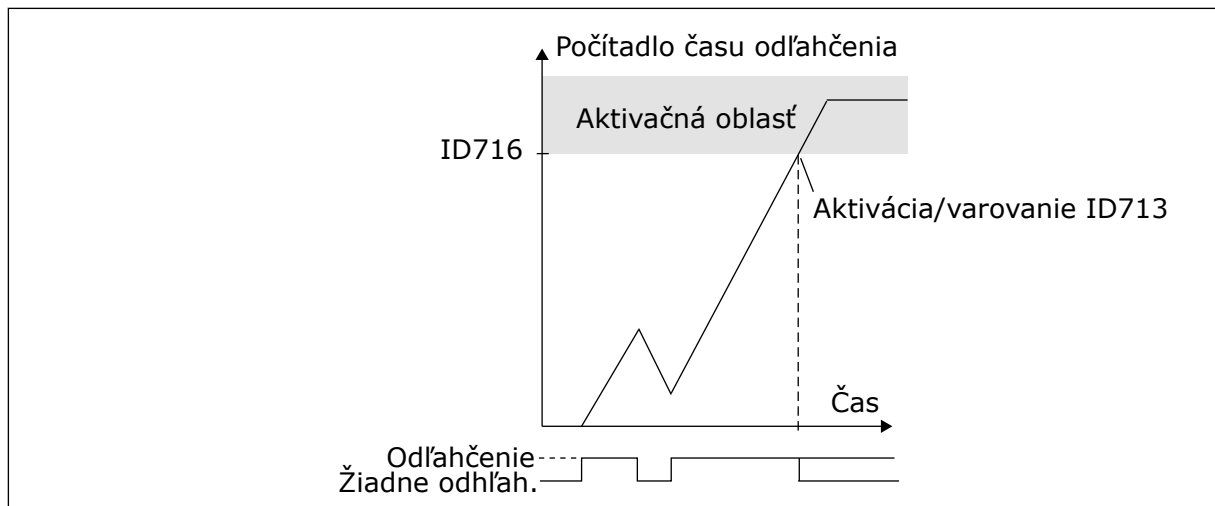 Počítadlo času odľahčenia
Aktivačná oblasť
ID716
Aktivácia/varovanie ID713
Čas
Odľahčenie
Žiadne odhľah.